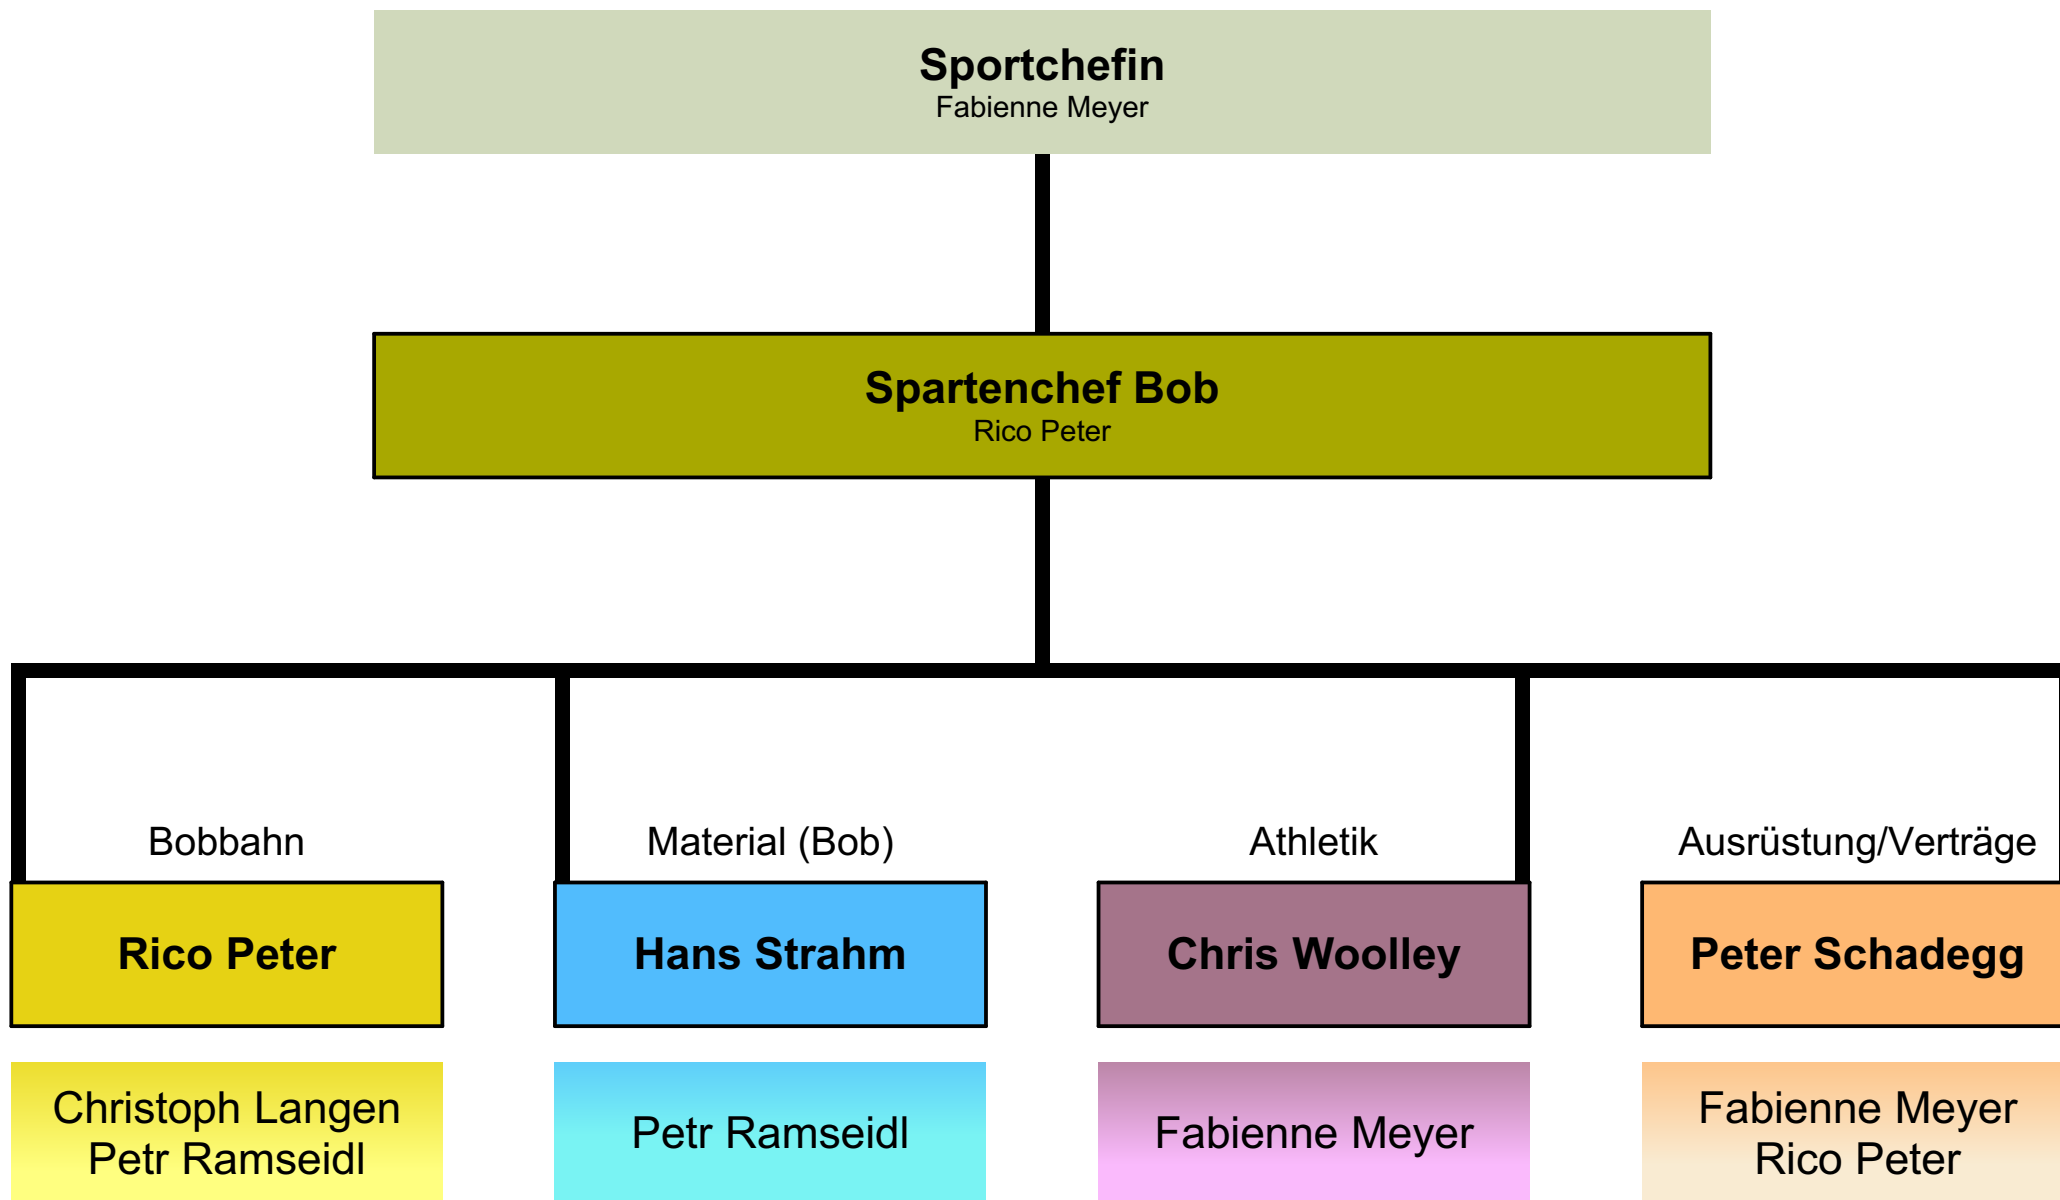 Sportchefin
Fabienne Meyer
Spartenchef Bob
Rico Peter
Bobbahn
Material (Bob)
Athletik
Ausrüstung/Verträge
Rico Peter
Hans Strahm
Chris Woolley
Peter Schadegg
Christoph Langen
Petr Ramseidl
Petr Ramseidl
Fabienne Meyer
Fabienne Meyer
Rico Peter